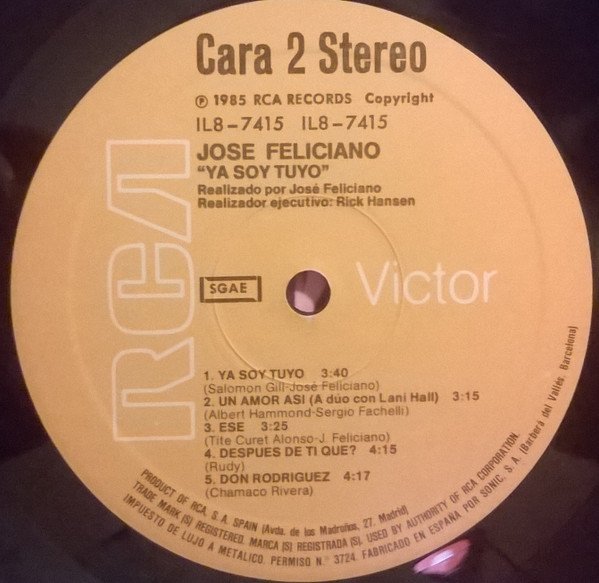 Cara 2 Stereo
Ⓟ 1985 RCA RECORDS Copyright
IL8-7415 IL8-7415
JOSE FELICIANO
"YA SOY TUYO"
Realizado por José Feliciano
Realizador ejecutivo: Rick Hansen
RCA
SGAE
Victor
1. YA SOY TUYO 3:40
(Salomon Gill-José Feliciano)
2. UN AMOR ASI (A dúo con Lani Hall) 3:15
(Albert Hammond-Sergio Fachelli)
3. ESE 3:25
(Tite Curet Alonso-J. Feliciano)
4. DESPUES DE TI QUE? 4:15
(Rudy)
5. DON RODRIGUEZ 4:17
(Chamaco Rivera)
PRODUCT OF RCA, S.A. SPAIN (Avda. de los Madroños, 27. Madrid)
TRADE MARK (S) REGISTERED. MARCA (S) REGISTRADA (S). USED BY AUTHORITY OF RCA CORPORATION.
IMPUESTO DE LUJO A METALICO. PERMISO N.º 3724. FABRICADO EN ESPAÑA POR SONIC, S. A. (Barberá del Vallés Barcelona)